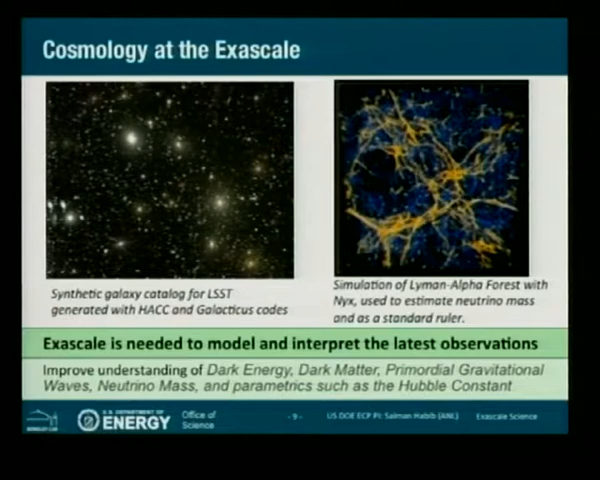 Cosmology at the Exascale
Synthetic galaxy catalog for LSST
generated with HACC and Galacticus codes
Simulation of Lyman-Alpha Forest with
Nyx, used to estimate neutrino mass
and as a standard ruler.
Exascale is needed to model and interpret the latest observations
Improve understanding of Dark Energy, Dark Matter, Primordial Gravitational
Waves, Neutrino Mass, and parametrics such as the Hubble Constant
BERKELEY LAB
U.S. DEPARTMENT OF
ENERGY
Office of
Science
- 9 -
US DOE ECP PI: Salman Habib (ANL)
Exascale Science